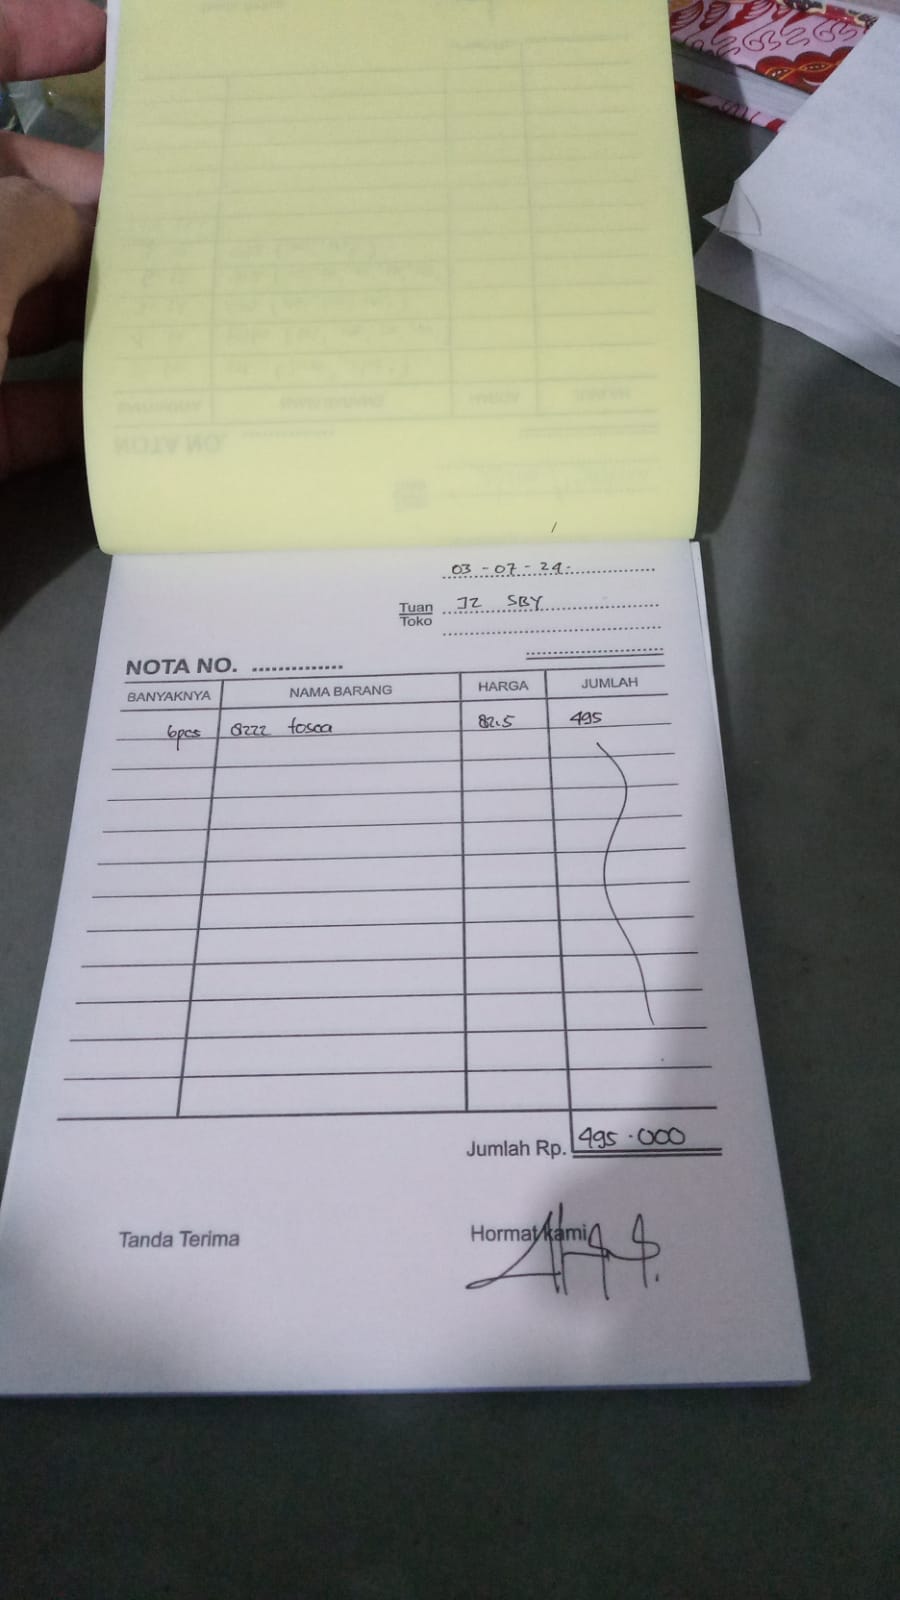 03 - 07 - 24.
Tuan JZ SBY
Toko
NOTA NO.
BANYAKNYA NAMA BARANG HARGA JUMLAH
6pcs 8222 tosca 82.5 495
Jumlah Rp. 495.000
Tanda Terima Hormat kami